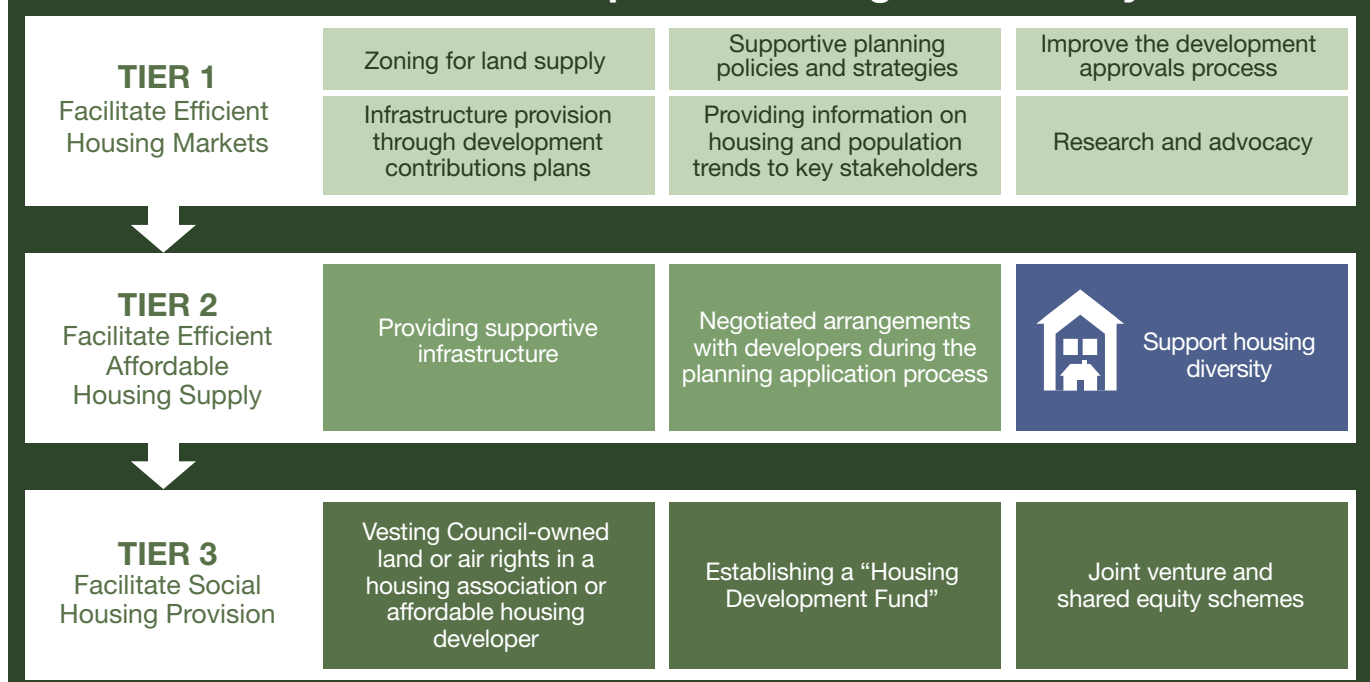 TIER 1
Facilitate Efficient
Housing Markets
Zoning for land supply
Supportive planning
policies and strategies
Improve the development
approvals process
Infrastructure provision
through development
contributions plans
Providing information on
housing and population
trends to key stakeholders
Research and advocacy
TIER 2
Facilitate Efficient
Affordable
Housing Supply
Providing supportive
infrastructure
Negotiated arrangements
with developers during the
planning application process
Support housing
diversity
TIER 3
Facilitate Social
Housing Provision
Vesting Council-owned
land or air rights in a
housing association or
affordable housing
developer
Establishing a “Housing
Development Fund”
Joint venture and
shared equity schemes